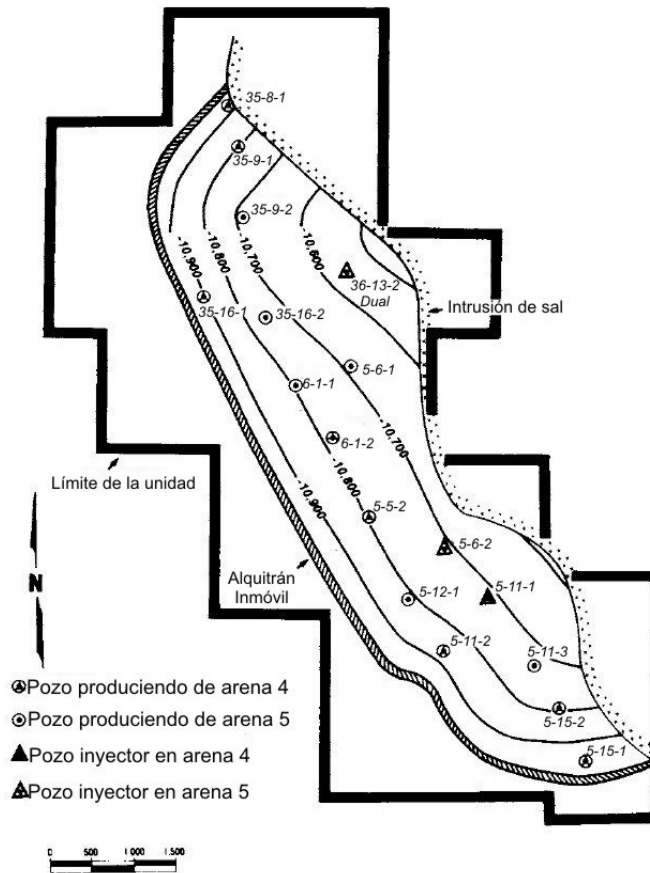 35-8-1
35-9-1
35-9-2
-10,900
-10,800
-10,700
-10,600
36-13-2
Dual
Intrusión de sal
35-16-1
35-16-2
5-6-1
6-1-1
-10,700
6-1-2
Límite de la unidad
-10,800
-10,900
5-5-2
5-6-2
Alquitrán
Inmóvil
5-12-1
5-11-1
N
5-11-2
5-11-3
Pozo produciendo de arena 4
Pozo produciendo de arena 5
5-15-2
Pozo inyector en arena 4
5-15-1
Pozo inyector en arena 5
0 500 1 000 1.500